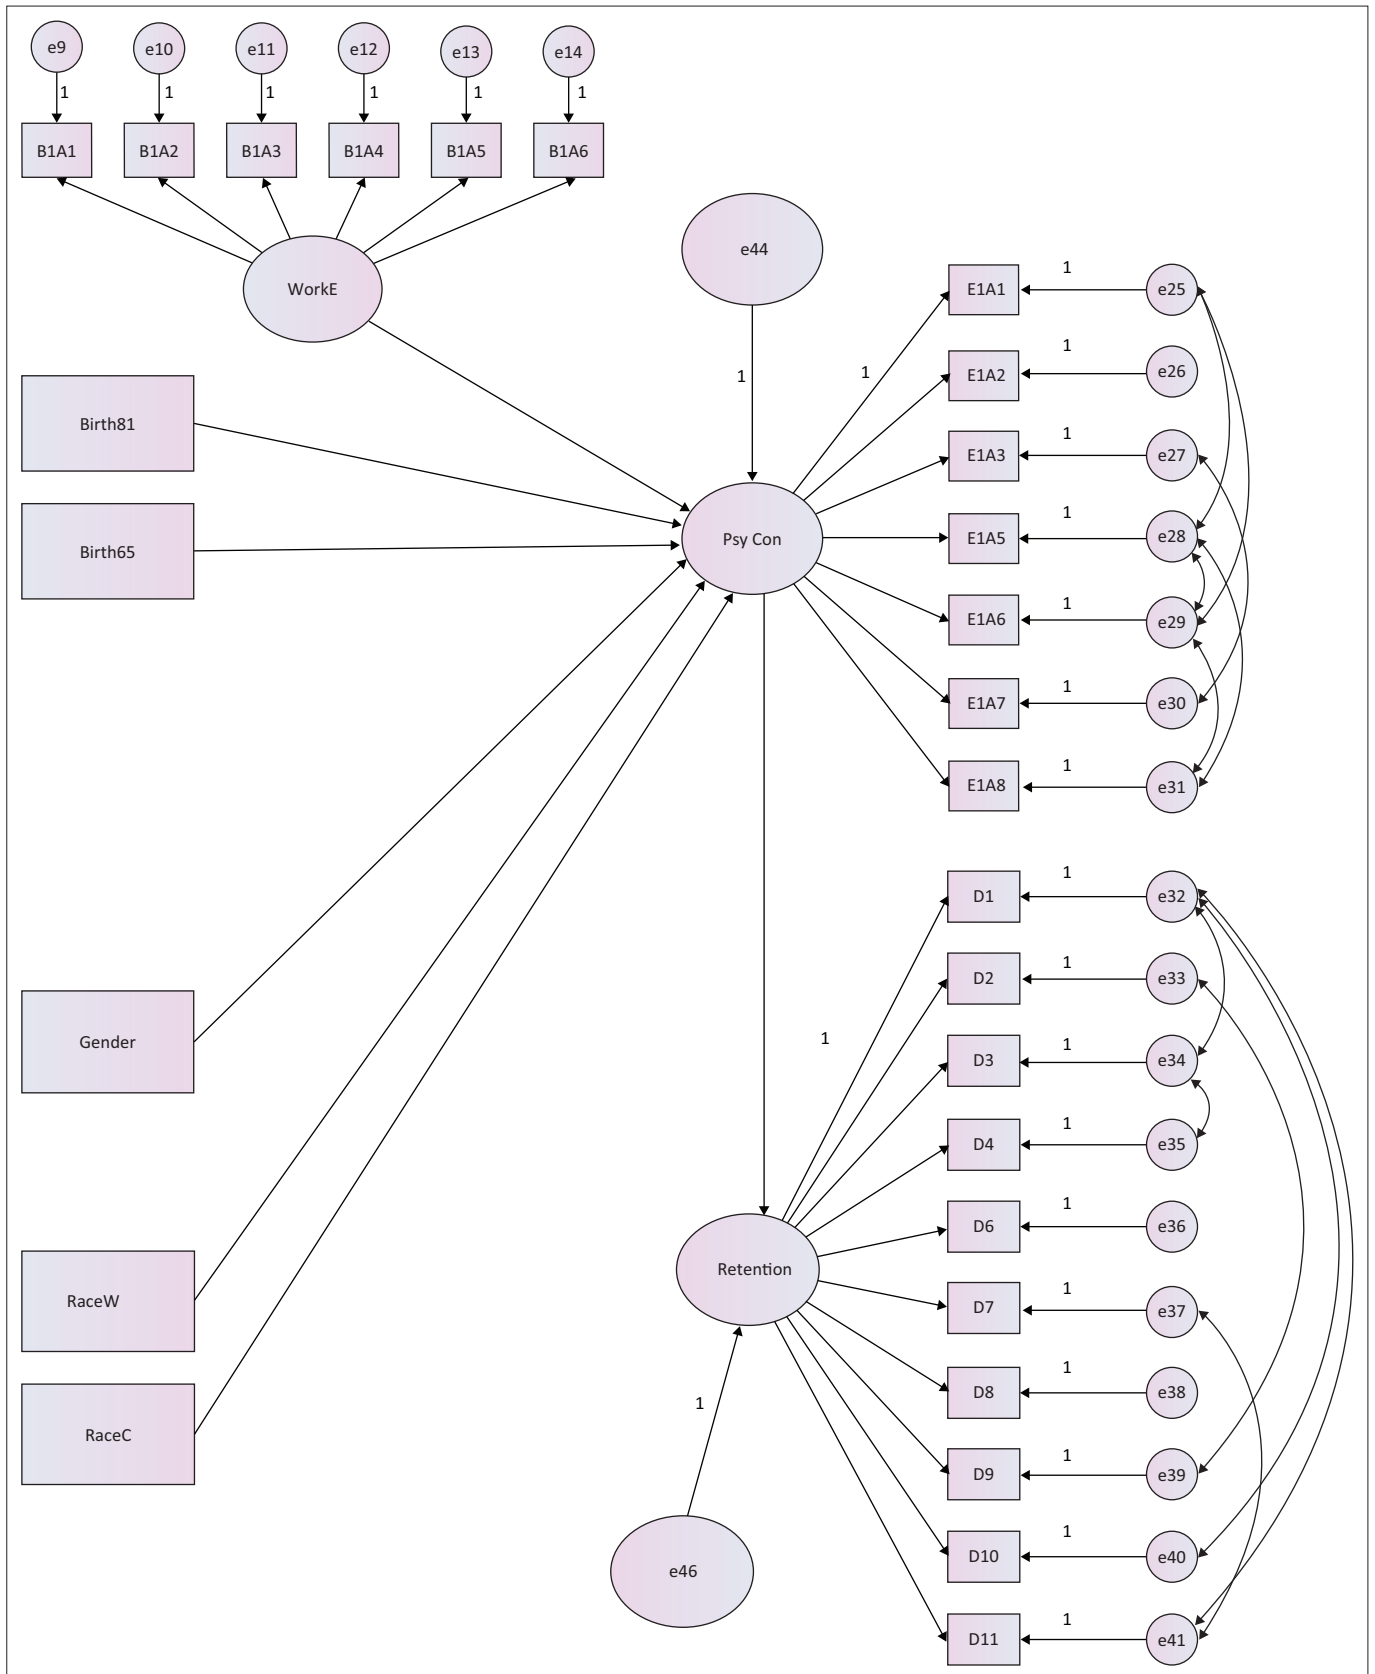 e9 e10 e11 e12 e13 e14
1 1 1 1 1 1
B1A1 B1A2 B1A3 B1A4 B1A5 B1A6
WorkE
e44
1
Birth81
Birth65
Gender
RaceW
RaceC
Psy Con
1
E1A1 1 e25
E1A2 1 e26
E1A3 1 e27
E1A5 1 e28
E1A6 1 e29
E1A7 1 e30
E1A8 1 e31
Retention
1
D1 1 e32
D2 1 e33
D3 1 e34
D4 1 e35
D6 1 e36
D7 1 e37
D8 1 e38
D9 1 e39
D10 1 e40
D11 1 e41
1
e46